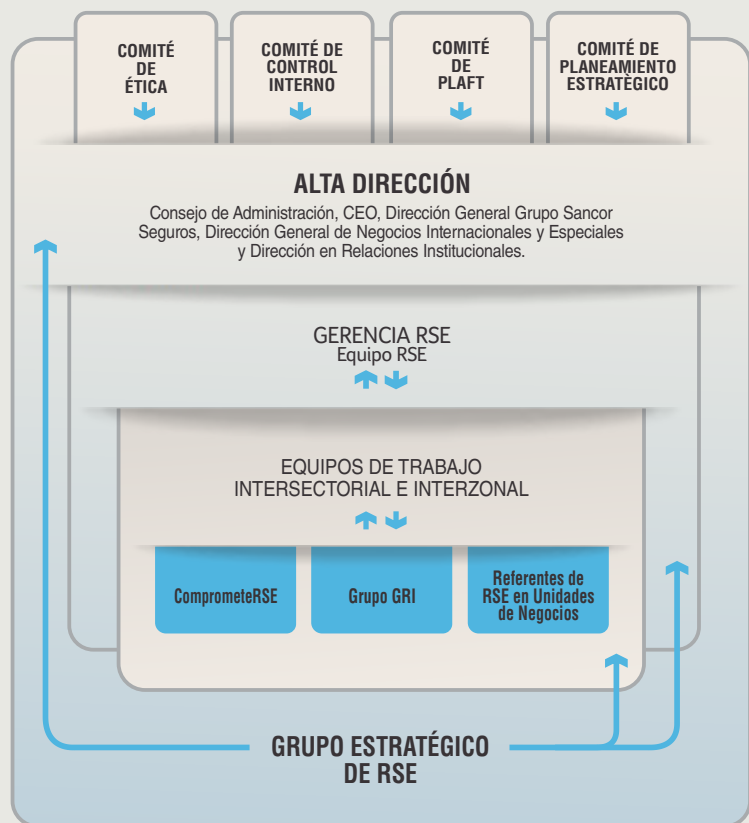 COMITÉ
DE
ÉTICA
COMITÉ DE
CONTROL
INTERNO
COMITÉ
DE
PLAFT
COMITÉ DE
PLANEAMIENTO
ESTRATÈGICO
ALTA DIRECCIÓN
Consejo de Administración, CEO, Dirección General Grupo Sancor
Seguros, Dirección General de Negocios Internacionales y Especiales
y Dirección en Relaciones Institucionales.
GERENCIA RSE
Equipo RSE
EQUIPOS DE TRABAJO
INTERSECTORIAL E INTERZONAL
ComprometeRSE
Grupo GRI
Referentes de
RSE en Unidades
de Negocios
GRUPO ESTRATÉGICO
DE RSE